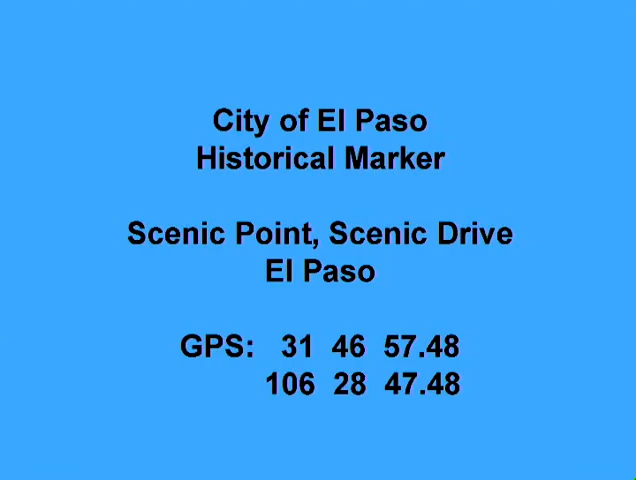 City of El Paso
Historical Marker
Scenic Point, Scenic Drive
El Paso
GPS: 31 46 57.48
106 28 47.48